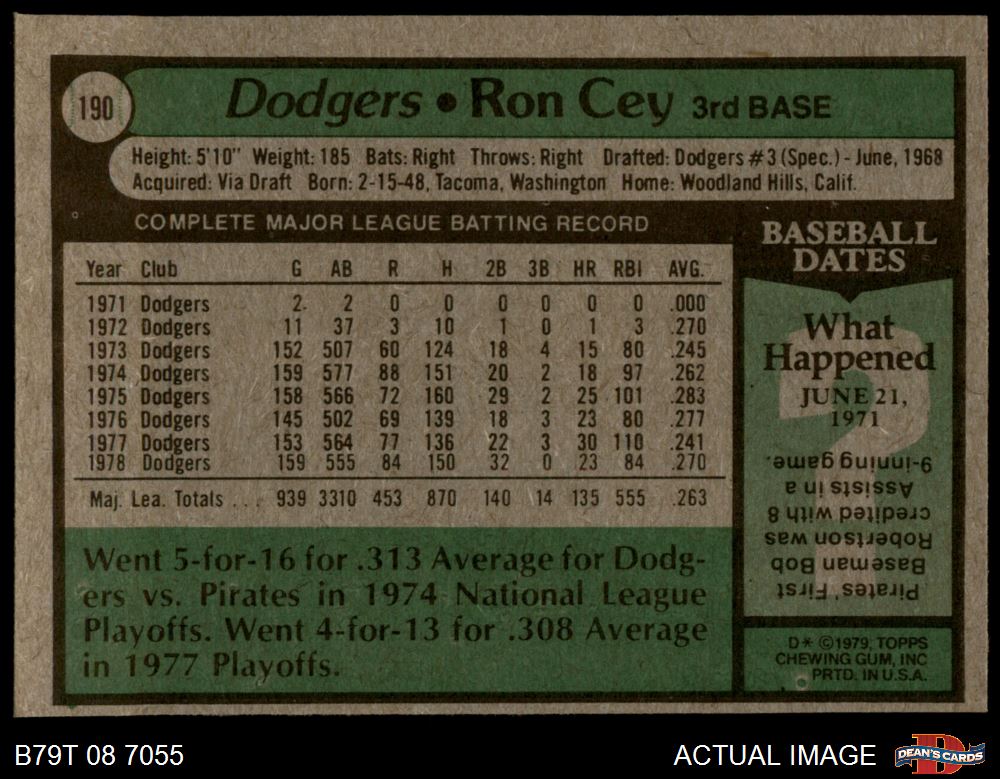 190
Dodgers • Ron Cey 3rd BASE
Height: 5'10" Weight: 185 Bats: Right Throws: Right Drafted: Dodgers #3 (Spec.) - June, 1968
Acquired: Via Draft Born: 2-15-48, Tacoma, Washington Home: Woodland Hills, Calif.
COMPLETE MAJOR LEAGUE BATTING RECORD
Year Club G AB R H 2B 3B HR RBI AVG.
1971 Dodgers 2 2 0 0 0 0 0 0 .000
1972 Dodgers 11 37 3 10 1 0 1 3 .270
1973 Dodgers 152 507 60 124 18 4 15 80 .245
1974 Dodgers 159 577 88 151 20 2 18 97 .262
1975 Dodgers 158 566 72 160 29 2 25 101 .283
1976 Dodgers 145 502 69 139 18 3 23 80 .277
1977 Dodgers 153 564 77 136 22 3 30 110 .241
1978 Dodgers 159 555 84 150 32 0 23 84 .270
Maj. Lea. Totals . . . 939 3310 453 870 140 14 135 555 .263
Went 5-for-16 for .313 Average for Dodg-
ers vs. Pirates in 1974 National League
Playoffs. Went 4-for-13 for .308 Average
in 1977 Playoffs.
BASEBALL
DATES
What
Happened
JUNE 21,
1971
Pirates' First
Baseman Bob
Robertson was
credited with 8
Assists in a
9-inning game.
D* ©1979, TOPPS
CHEWING GUM, INC
PRTD. IN U.S.A.
B79T 08 7055
ACTUAL IMAGE
DEAN'S CARDS